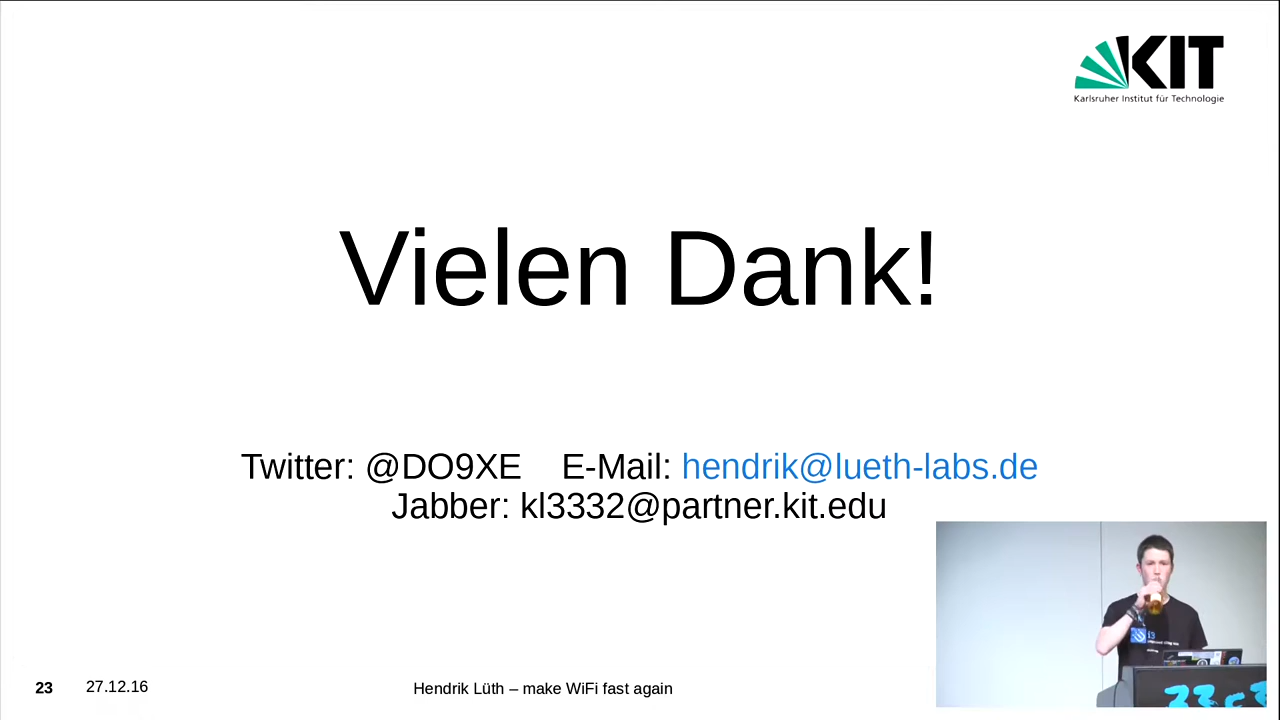 KIT
Karlsruher Institut für Technologie
Vielen Dank!
Twitter: @DO9XE E-Mail: hendrik@lueth-labs.de
Jabber: kl3332@partner.kit.edu
i3
23 27.12.16 Hendrik Lüth – make WiFi fast again